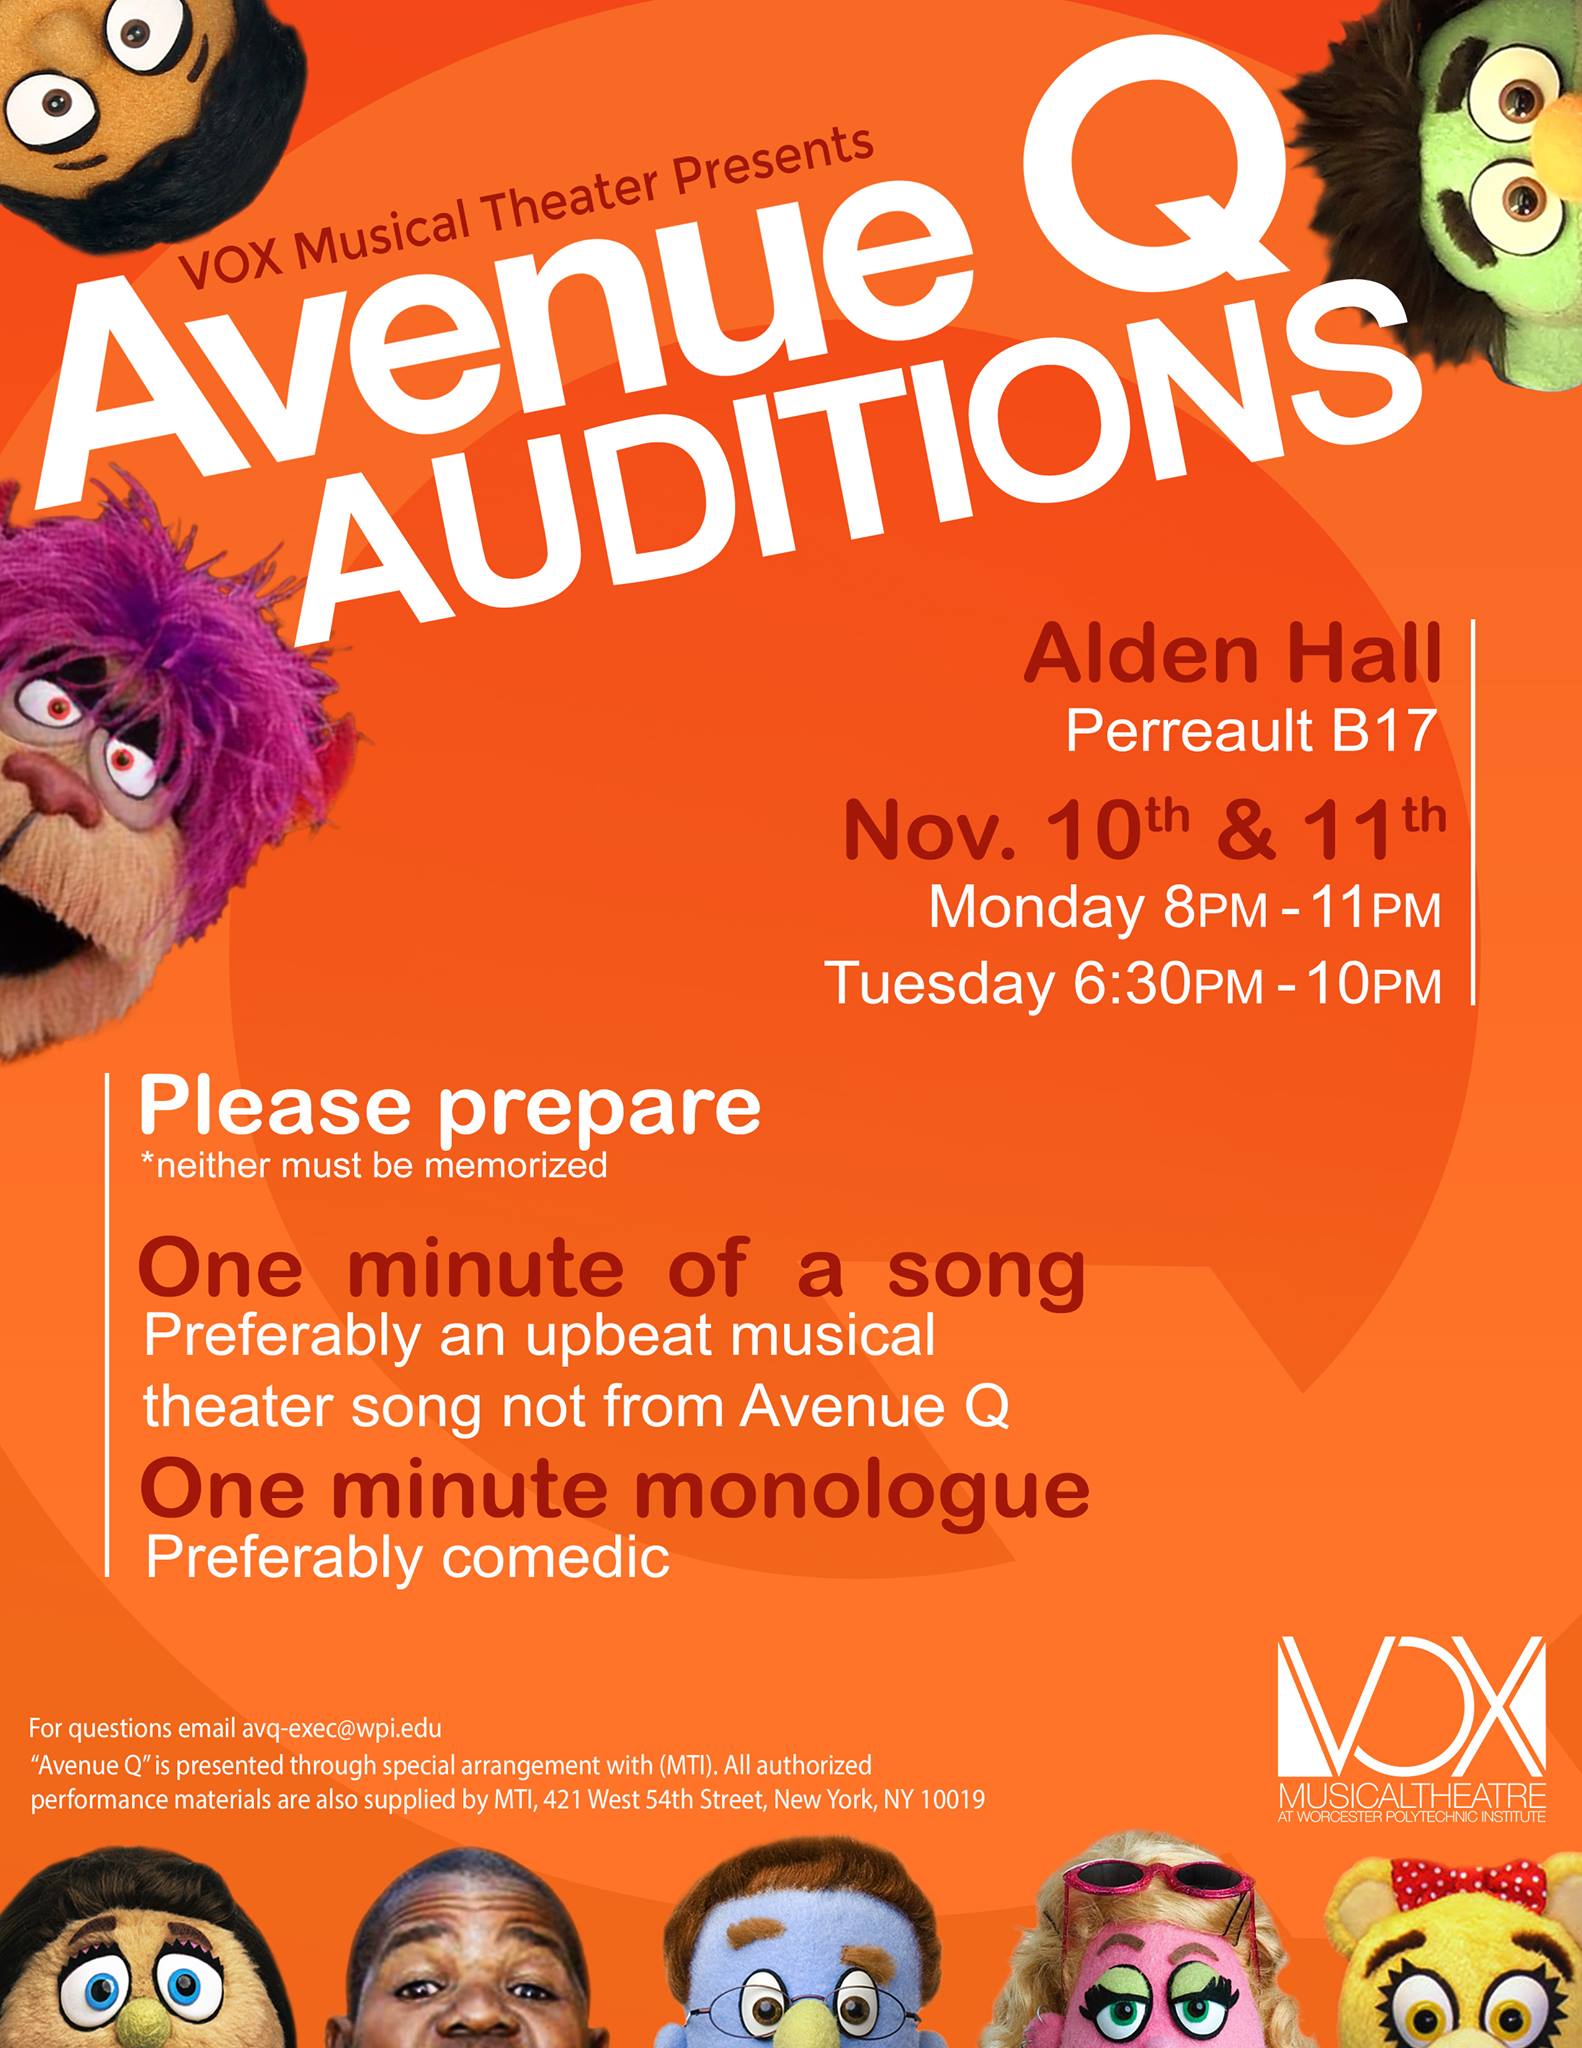 VOX Musical Theater Presents
Avenue Q
AUDITIONS
Alden Hall
Perreault B17
Nov. 10th & 11th
Monday 8PM - 11PM
Tuesday 6:30PM - 10PM
Please prepare
*neither must be memorized
One minute of a song
Preferably an upbeat musical
theater song not from Avenue Q
One minute monologue
Preferably comedic
For questions email avq-exec@wpi.edu
“Avenue Q” is presented through special arrangement with (MTI). All authorized
performance materials are also supplied by MTI, 421 West 54th Street, New York, NY 10019
VOX
MUSICALTHEATRE
AT WORCESTER POLYTECHNIC INSTITUTE